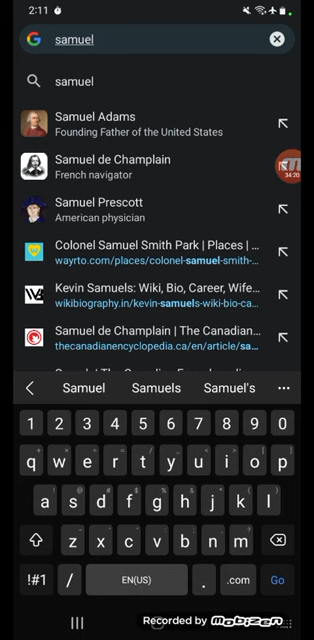 2:11
samuel
samuel
Samuel Adams
Founding Father of the United States
Samuel de Champlain
French navigator
34:20
Samuel Prescott
American physician
Colonel Samuel Smith Park | Places | ...
wayrto.com/places/colonel-samuel-smith-...
Kevin Samuels: Wiki, Bio, Career, Wife...
wikibiography.in/kevin-samuels-wiki-bio-ca...
Samuel de Champlain | The Canadian...
thecanadianencyclopedia.ca/en/article/sa...
Samuel Samuels Samuel's ...
1 2 3 4 5 6 7 8 9 0
q w e r t y u i o p
a s d f g h j k l
z x c v b n m
!#1 / EN(US) . .com Go
Recorded by MOBIZEN